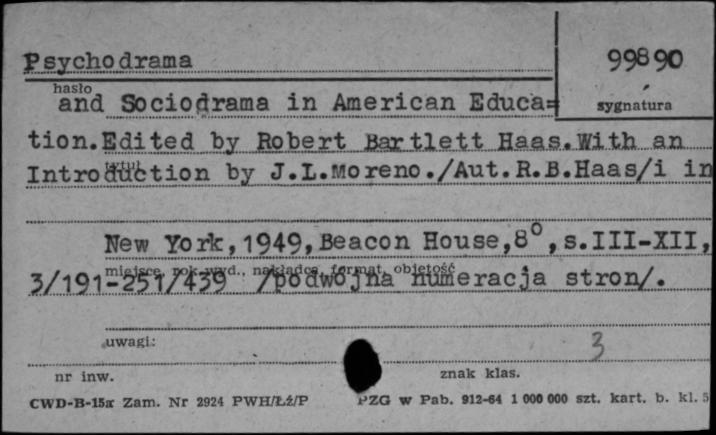 Psychodrama
99890
hasło
and Sociodrama in American Educa=
sygnatura
tion.Edited by Robert Bartlett Haas.With an
tytuł
Introduction by J.L.Moreno./Aut.R.B.Haas/i in
New York,1949,Beacon House,8°,s.III-XII,
miejsce, rok wyd., nakładca, format, objętość
3/191-251/439 /podwójna numeracja stron/.
uwagi:
3
nr inw.
znak klas.
CWD-B-15a Zam. Nr 2924 PWH/Łż/P
PZG w Pab. 912-64 1 000 000 szt. kart. b. kl. 5